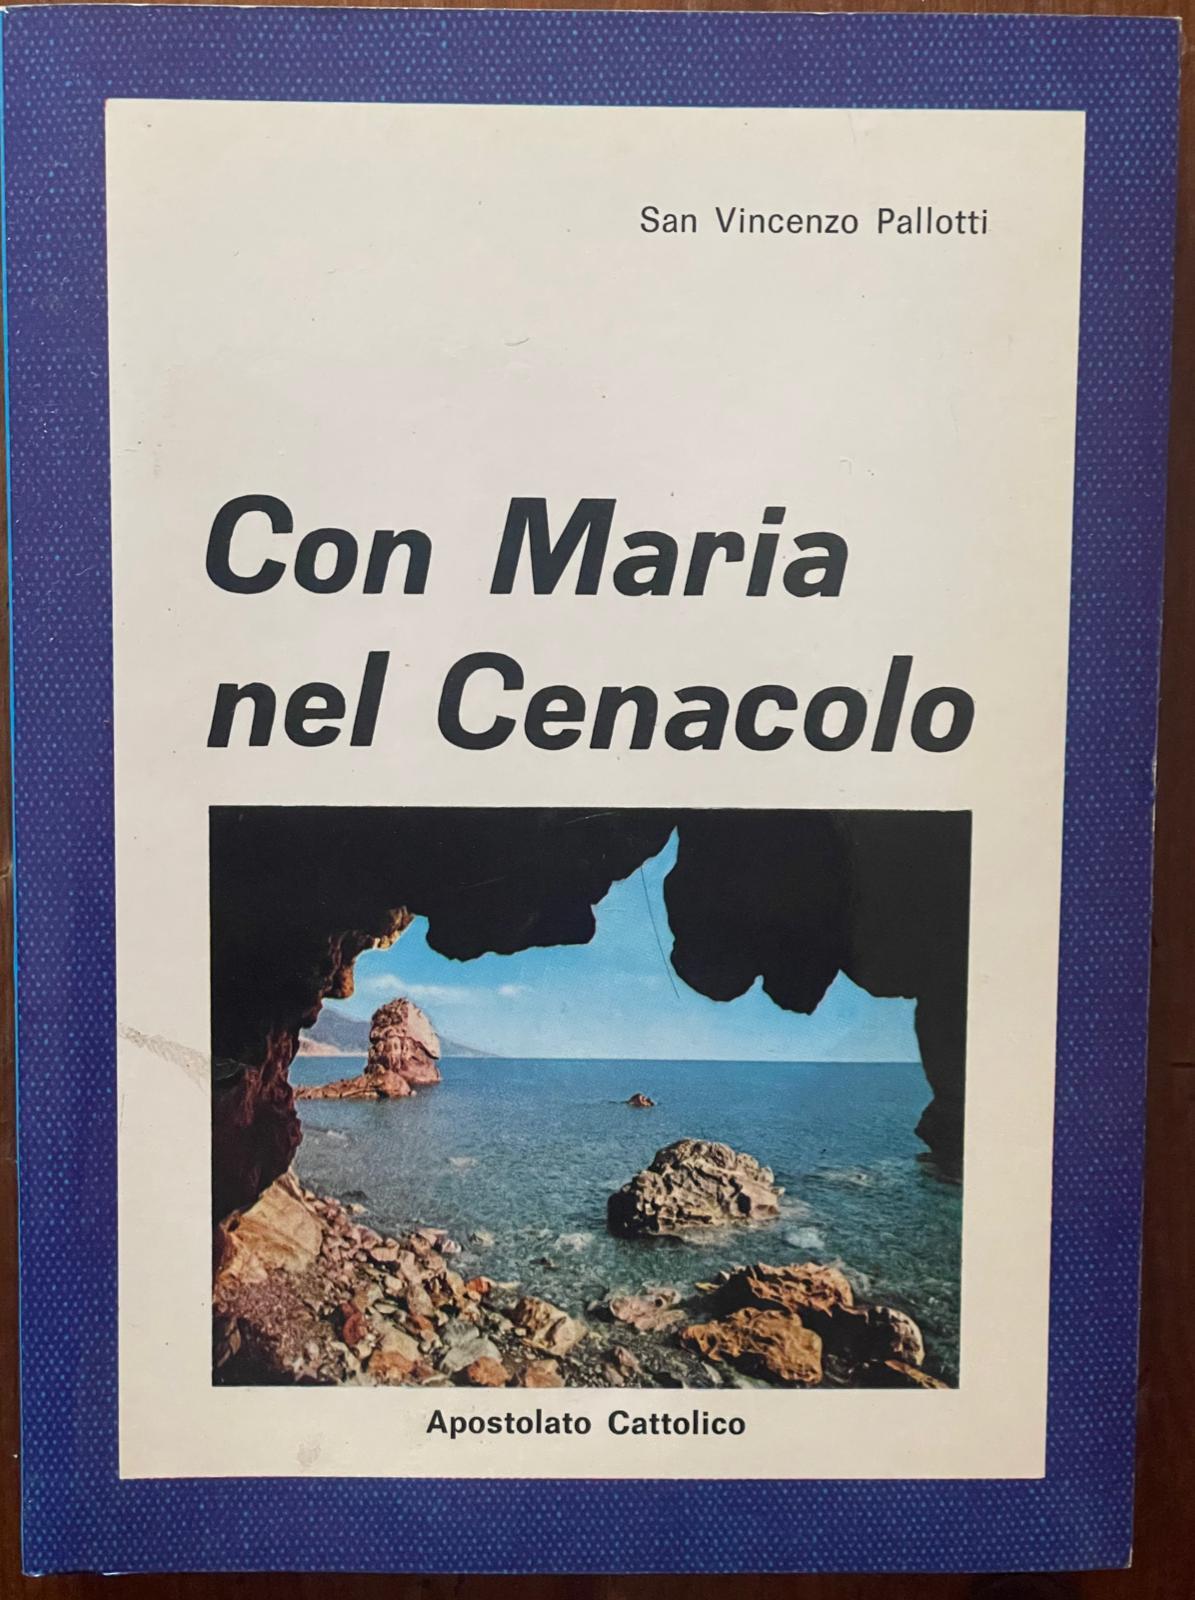 San Vincenzo Pallotti
Con Maria
nel Cenacolo
Apostolato Cattolico